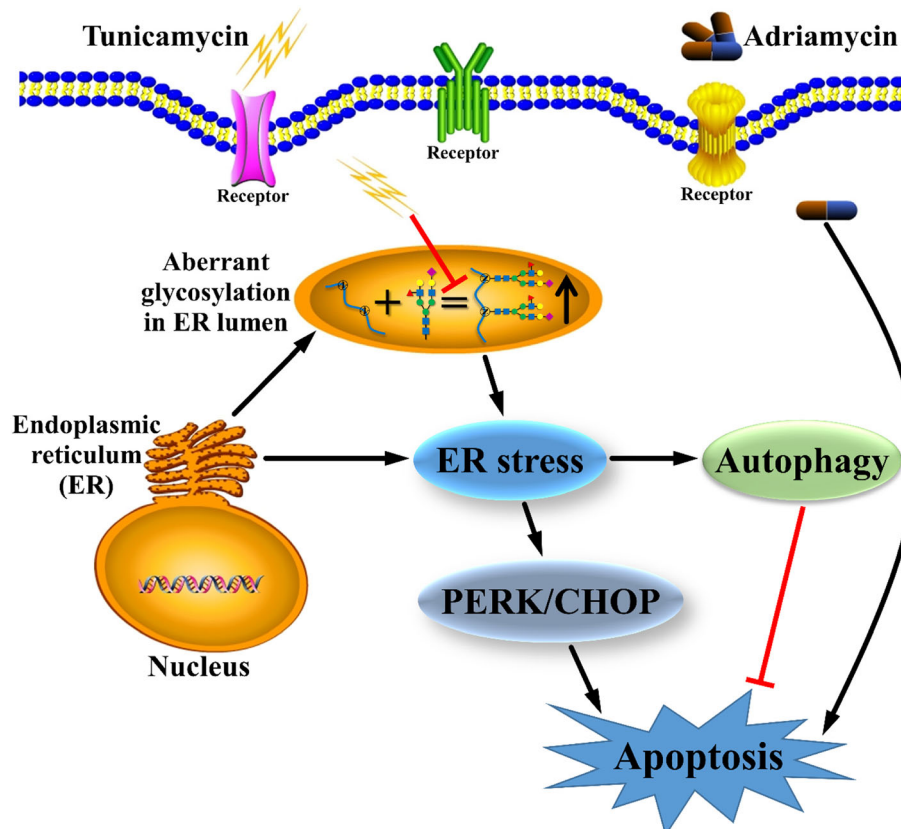 Tunicamycin
Adriamycin
Receptor
Receptor
Receptor
Aberrant
glycosylation
in ER lumen
+
=
Endoplasmic
reticulum
(ER)
ER stress
Autophagy
PERK/CHOP
Nucleus
Apoptosis